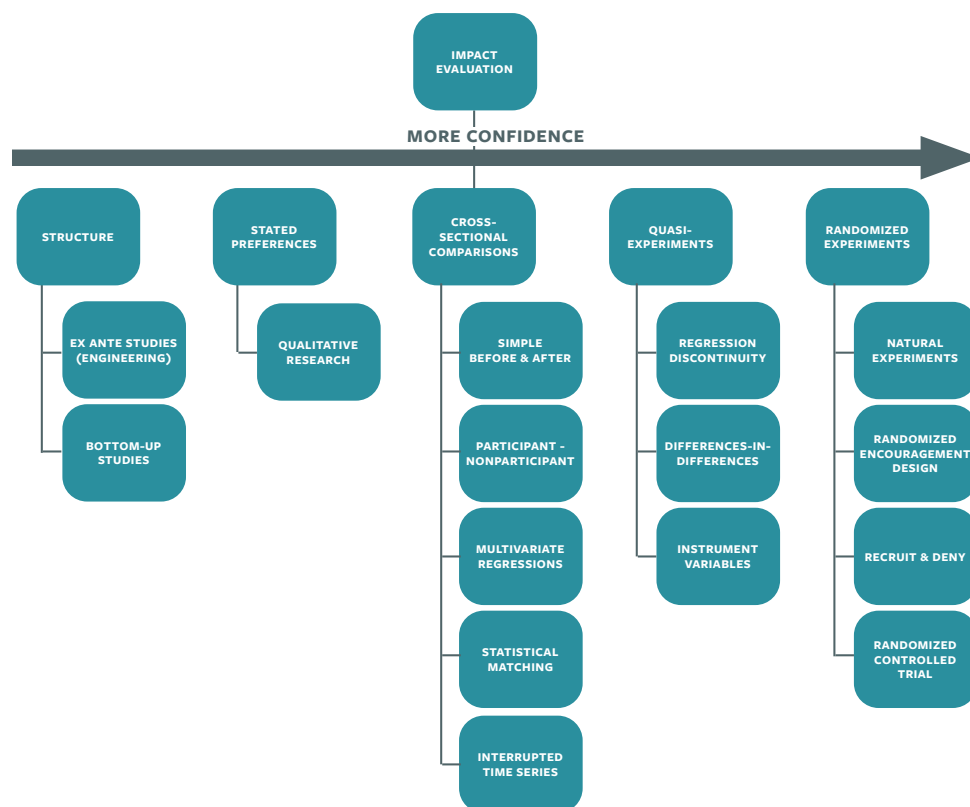 IMPACT
EVALUATION
MORE CONFIDENCE
STRUCTURE
STATED
PREFERENCES
CROSS-
SECTIONAL
COMPARISONS
QUASI-
EXPERIMENTS
RANDOMIZED
EXPERIMENTS
EX ANTE STUDIES
(ENGINEERING)
BOTTOM-UP
STUDIES
QUALITATIVE
RESEARCH
SIMPLE
BEFORE & AFTER
PARTICIPANT -
NONPARTICIPANT
MULTIVARIATE
REGRESSIONS
STATISTICAL
MATCHING
INTERRUPTED
TIME SERIES
REGRESSION
DISCONTINUITY
DIFFERENCES-IN-
DIFFERENCES
INSTRUMENT
VARIABLES
NATURAL
EXPERIMENTS
RANDOMIZED
ENCOURAGEMENT
DESIGN
RECRUIT & DENY
RANDOMIZED
CONTROLLED
TRIAL